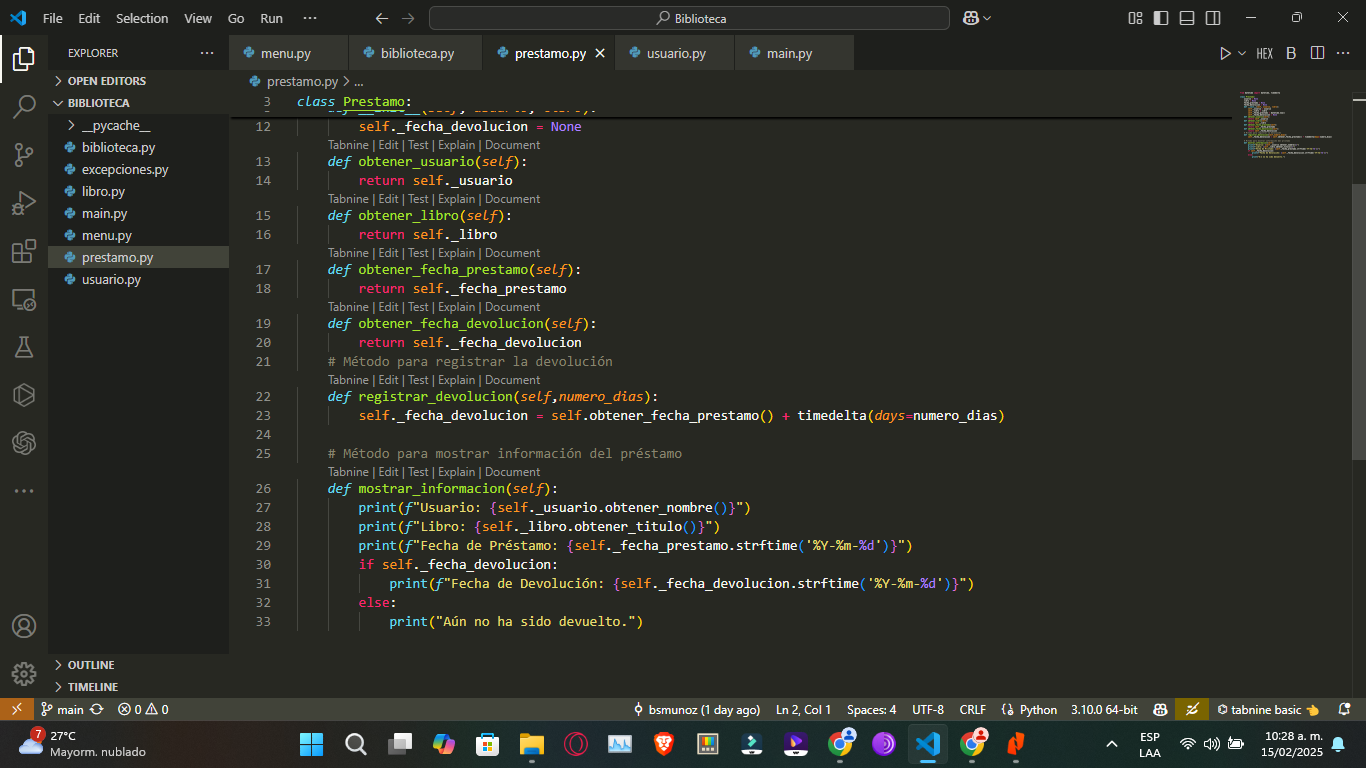 File Edit Selection View Go Run ···
Biblioteca
EXPLORER ···
OPEN EDITORS
BIBLIOTECA
__pycache__
biblioteca.py
excepciones.py
libro.py
main.py
menu.py
prestamo.py
usuario.py
OUTLINE
TIMELINE
menu.py biblioteca.py prestamo.py usuario.py main.py
HEX B ···
prestamo.py > ...
3 class Prestamo:
12 self._fecha_devolucion = None
Tabnine | Edit | Test | Explain | Document
13 def obtener_usuario(self):
14 return self._usuario
Tabnine | Edit | Test | Explain | Document
15 def obtener_libro(self):
16 return self._libro
Tabnine | Edit | Test | Explain | Document
17 def obtener_fecha_prestamo(self):
18 return self._fecha_prestamo
Tabnine | Edit | Test | Explain | Document
19 def obtener_fecha_devolucion(self):
20 return self._fecha_devolucion
21 # Método para registrar la devolución
Tabnine | Edit | Test | Explain | Document
22 def registrar_devolucion(self,numero_dias):
23 self._fecha_devolucion = self.obtener_fecha_prestamo() + timedelta(days=numero_dias)
24
25 # Método para mostrar información del préstamo
Tabnine | Edit | Test | Explain | Document
26 def mostrar_informacion(self):
27 print(f"Usuario: {self._usuario.obtener_nombre()}")
28 print(f"Libro: {self._libro.obtener_titulo()}")
29 print(f"Fecha de Préstamo: {self._fecha_prestamo.strftime('%Y-%m-%d')}")
30 if self._fecha_devolucion:
31 print(f"Fecha de Devolución: {self._fecha_devolucion.strftime('%Y-%m-%d')}")
32 else:
33 print("Aún no ha sido devuelto.")
main 0 0 bsmunoz (1 day ago) Ln 2, Col 1 Spaces: 4 UTF-8 CRLF Python 3.10.0 64-bit tabnine basic
7 27°C
Mayorm. nublado
ESP
LAA
10:28 a. m.
15/02/2025